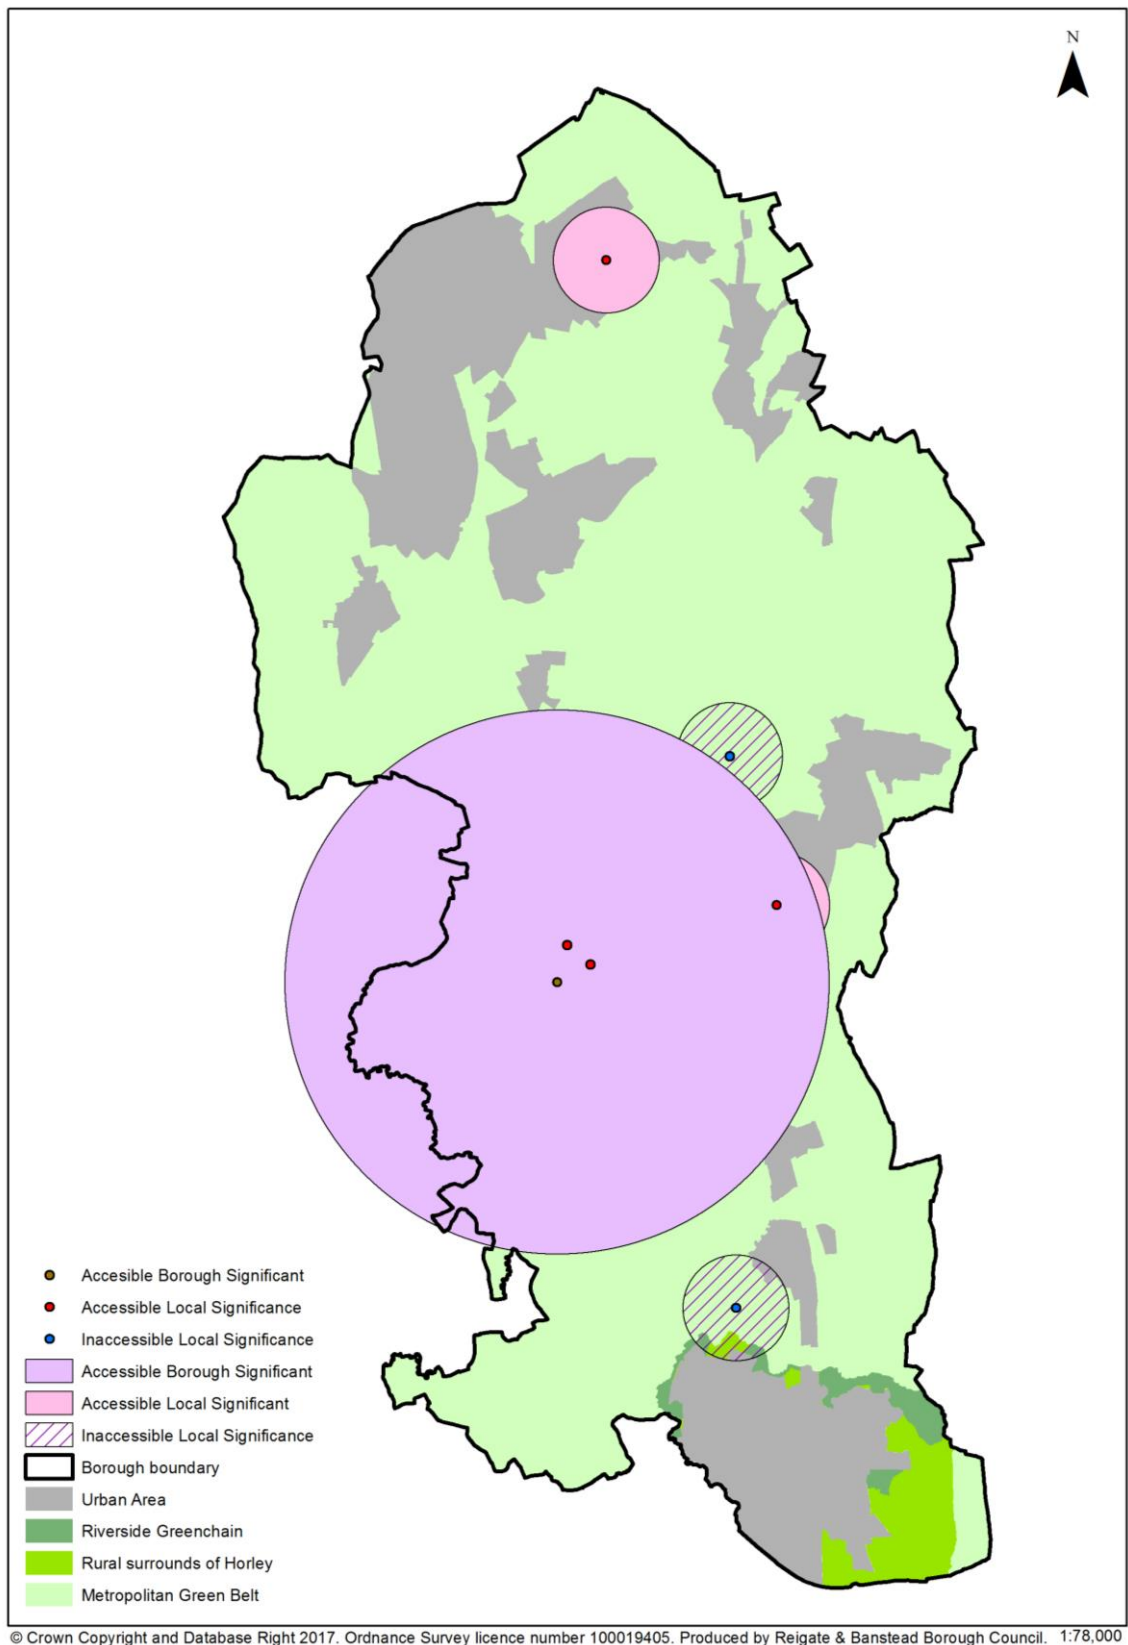 N
Accesible Borough Significant
Accessible Local Significance
Inaccessible Local Significance
Accessible Borough Significant
Accessible Local Significant
Inaccessible Local Significance
Borough boundary
Urban Area
Riverside Greenchain
Rural surrounds of Horley
Metropolitan Green Belt
© Crown Copyright and Database Right 2017. Ordnance Survey licence number 100019405. Produced by Reigate & Banstead Borough Council. 1:78,000